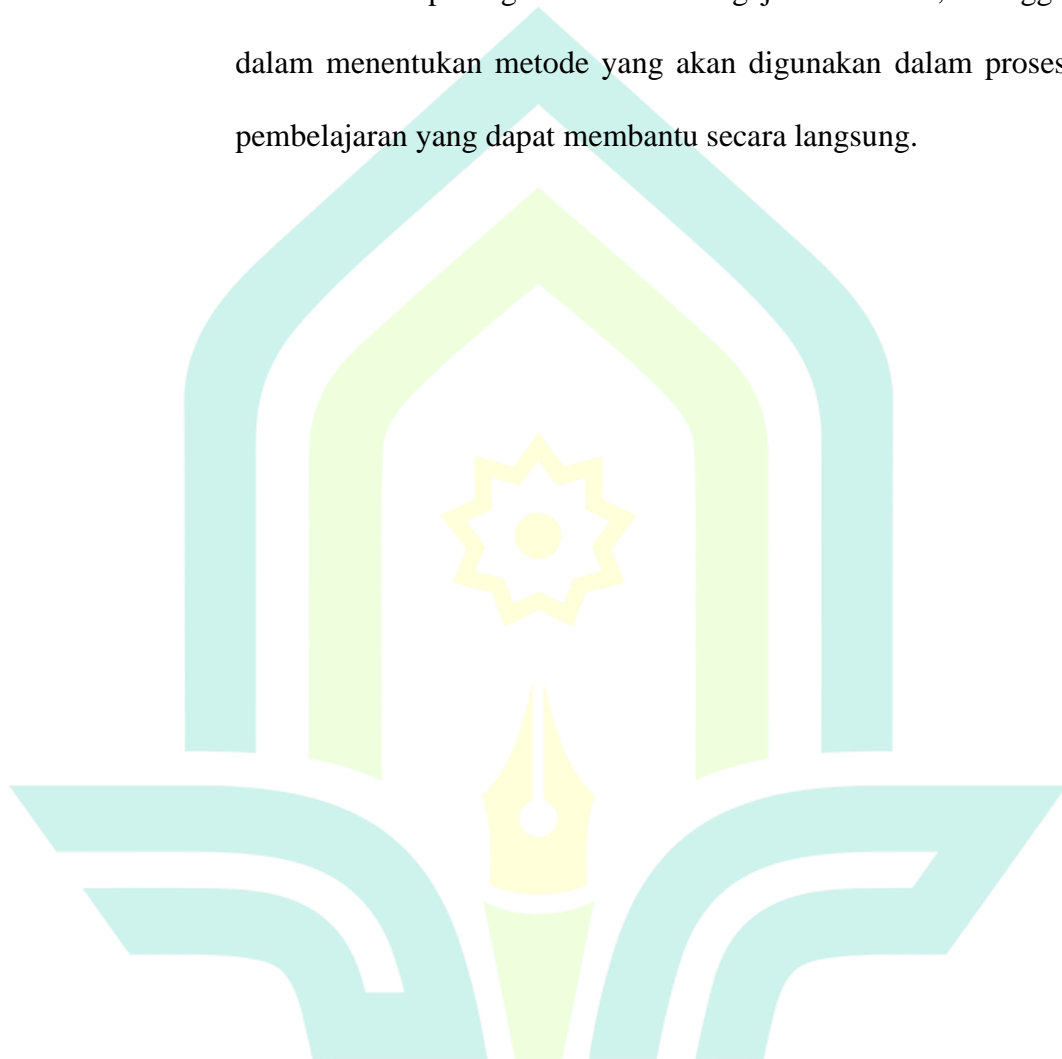 dalam menentukan metode yang akan digunakan dalam proses
pembelajaran yang dapat membantu secara langsung.